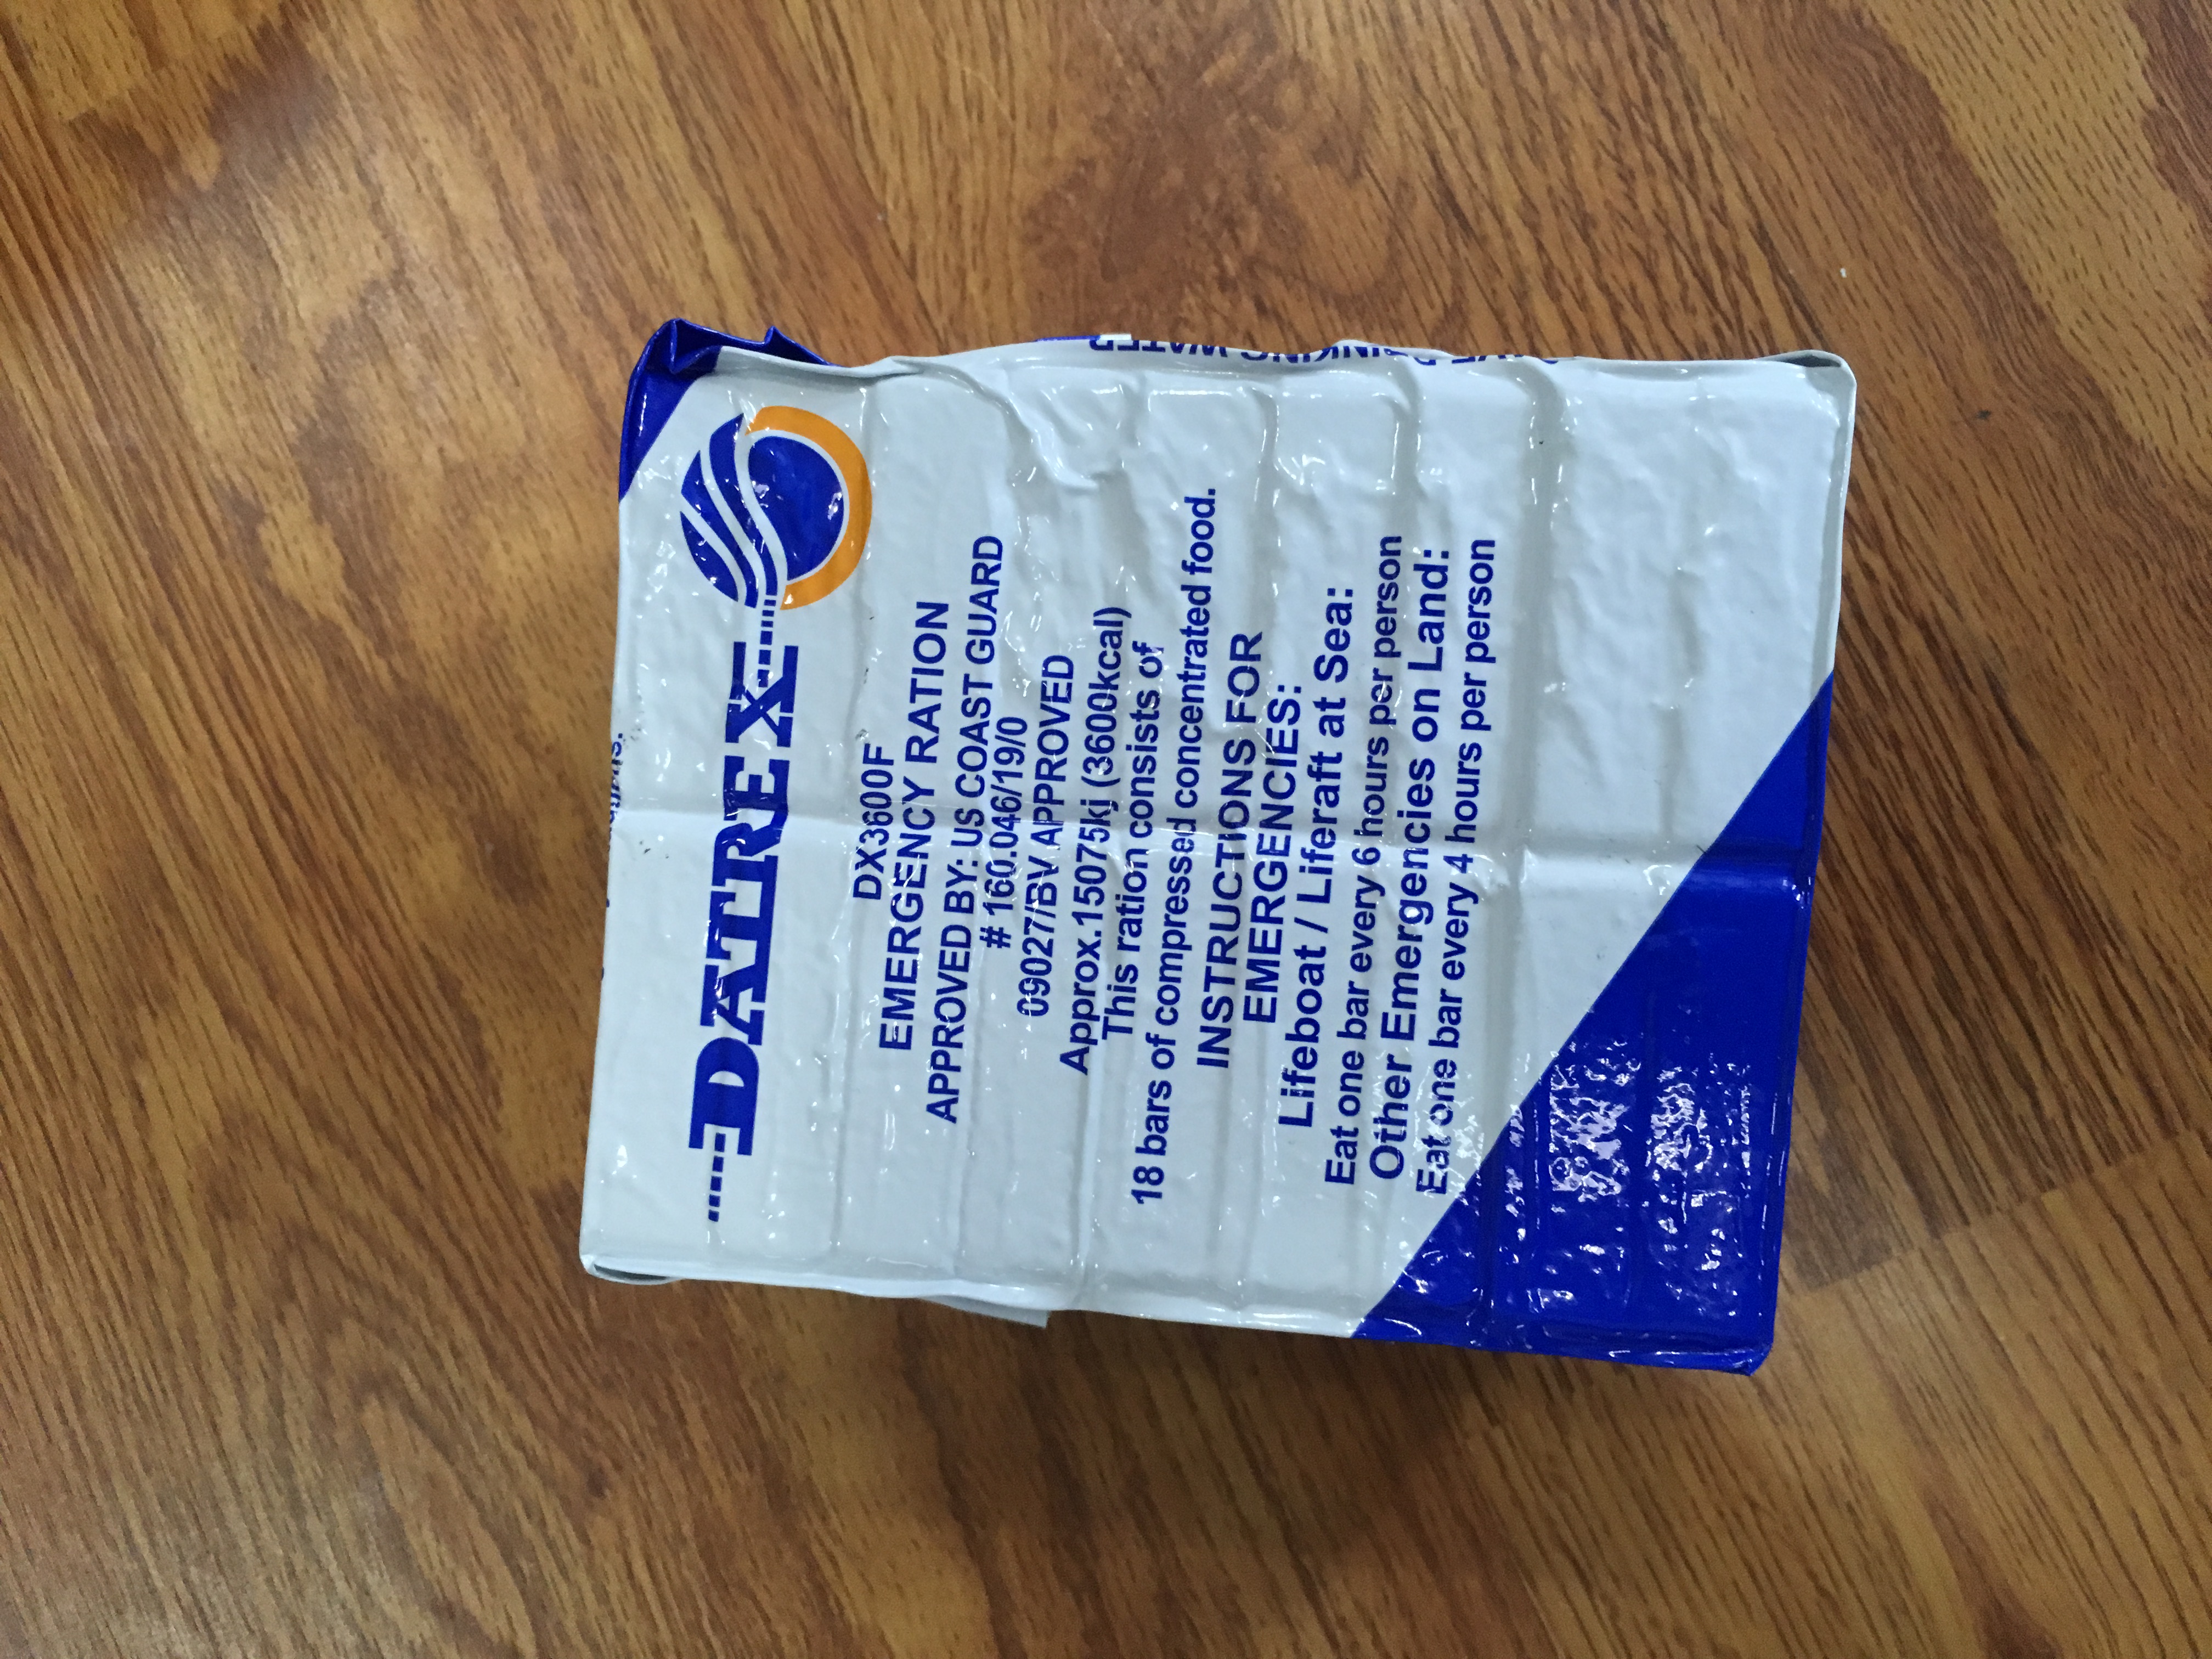 DATREX
DX3600F
EMERGENCY RATION
APPROVED BY: US COAST GUARD
# 160.046/19/0
09027/BV APPROVED
Approx.15075kj (3600kcal)
This ration consists of
18 bars of compressed concentrated food.
INSTRUCTIONS FOR
EMERGENCIES:
Lifeboat / Liferaft at Sea:
Eat one bar every 6 hours per person
Other Emergencies on Land:
Eat one bar every 4 hours per person